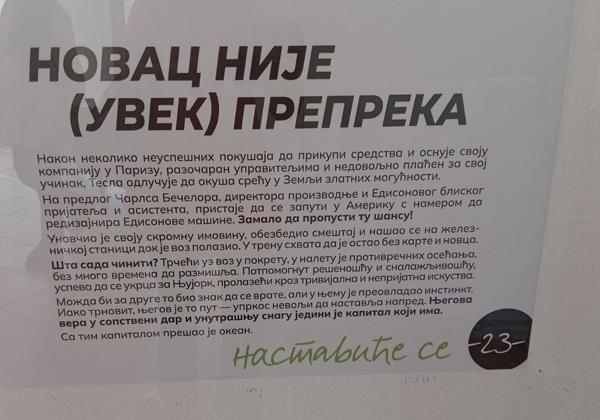 НОВАЦ НИЈЕ
(УВЕК) ПРЕПРЕКА
Након неколико неуспешних покушаја да прикупи средства и оснује своју
компанију у Паризу, разочаран управитељима и недовољно плаћен за свој
учинак, Тесла одлучује да окуша срећу у Земљи златних могућности.
На предлог Чарлса Бечелора, директора производње и Едисоновог блиског
пријатеља и асистента, пристаје да се запути у Америку с намером да
редизајнира Едисонове машине. Замало да пропусти ту шансу!
Уновчио је своју скромну имовину, обезбедио смештај и нашао се на желез-
ничкој станици док је воз полазио. У трену схвата да је остао без карте и новца.
Шта сада чинити? Трчећи уз воз у покрету, у налету је противречних осећања,
без много времена да размишља. Потпомогнут решеношћу и сналажљивошћу,
успева да се укрца за Њујорк, пролазећи кроз тривијална и непријатна искуства.
Можда би за друге то био знак да се врате, али у њему је преовладао инстинкт.
Иако трновит, његов је то пут — упркос невољи да наставља напред. Његова
вера у сопствени дар и унутрашњу снагу једини је капитал који има.
Са тим капиталом прешао је океан.
наставиће се
-23-